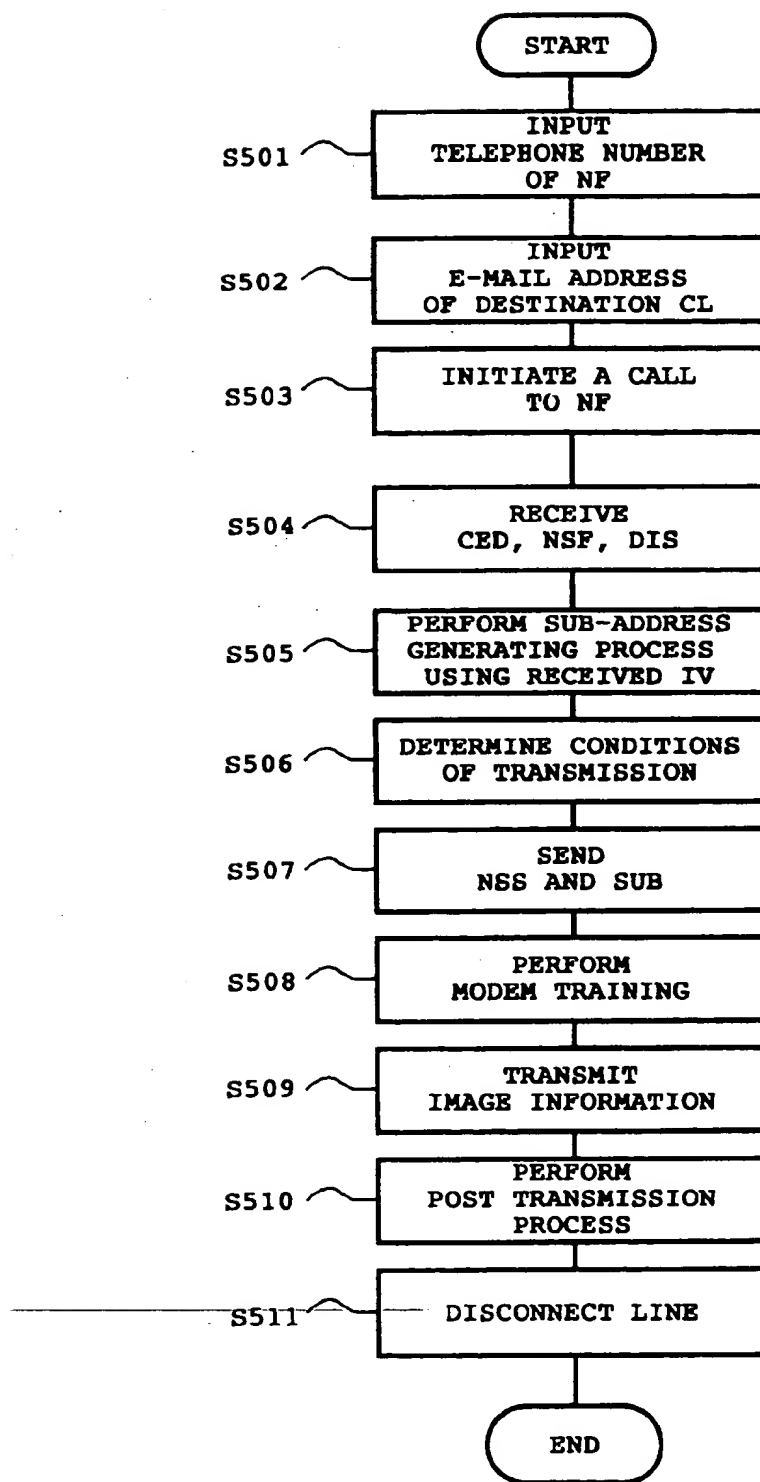 START
S501
INPUT
TELEPHONE NUMBER
OF NF
S502
INPUT
E-MAIL ADDRESS
OF DESTINATION CL
S503
INITIATE A CALL
TO NF
S504
RECEIVE
CED, NSF, DIS
S505
PERFORM SUB-ADDRESS
GENERATING PROCESS
USING RECEIVED IV
S506
DETERMINE CONDITIONS
OF TRANSMISSION
S507
SEND
NSS AND SUB
S508
PERFORM
MODEM TRAINING
S509
TRANSMIT
IMAGE INFORMATION
S510
PERFORM
POST TRANSMISSION
PROCESS
S511
DISCONNECT LINE
END